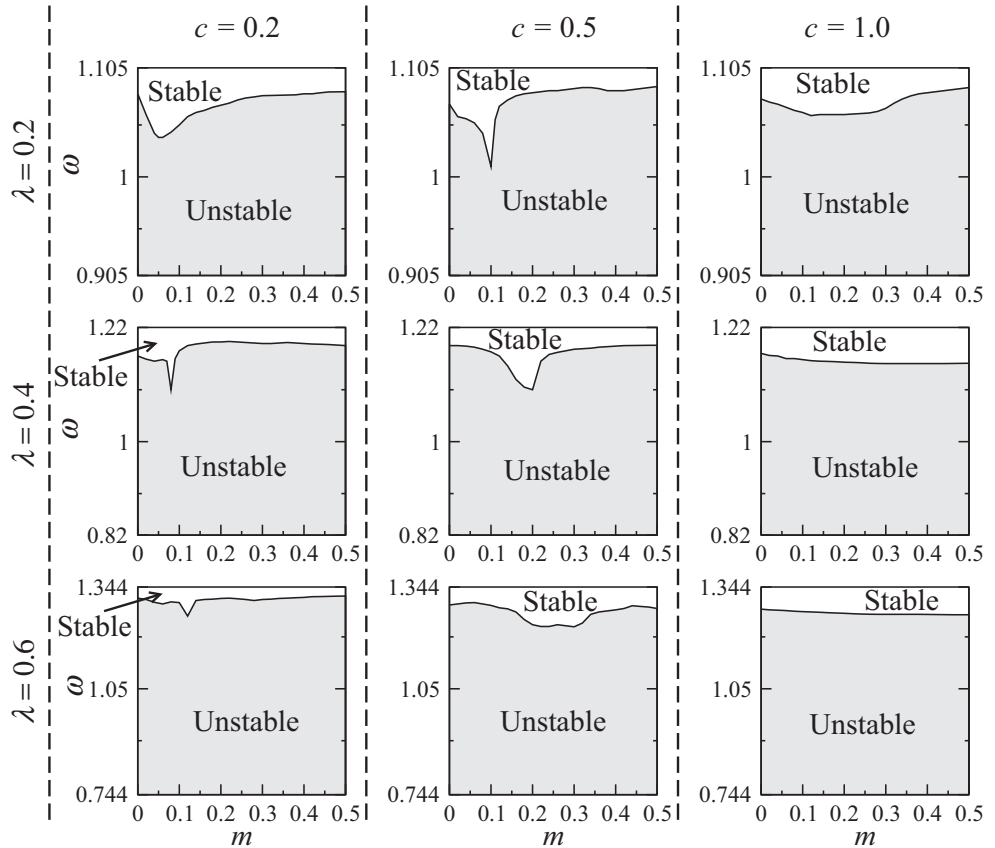 c = 0.2
c = 0.5
c = 1.0
λ = 0.2
ω
1.105
1
0.905
Stable
Unstable
0 0.1 0.2 0.3 0.4 0.5
1.105
1
0.905
Stable
Unstable
0 0.1 0.2 0.3 0.4 0.5
1.105
1
0.905
Stable
Unstable
0 0.1 0.2 0.3 0.4 0.5
λ = 0.4
ω
1.22
1
0.82
Stable
Unstable
0 0.1 0.2 0.3 0.4 0.5
1.22
1
0.82
Stable
Unstable
0 0.1 0.2 0.3 0.4 0.5
1.22
1
0.82
Stable
Unstable
0 0.1 0.2 0.3 0.4 0.5
λ = 0.6
ω
1.344
1.05
0.744
Stable
Unstable
0 0.1 0.2 0.3 0.4 0.5
m
1.344
1.05
0.744
Stable
Unstable
0 0.1 0.2 0.3 0.4 0.5
m
1.344
1.05
0.744
Stable
Unstable
0 0.1 0.2 0.3 0.4 0.5
m